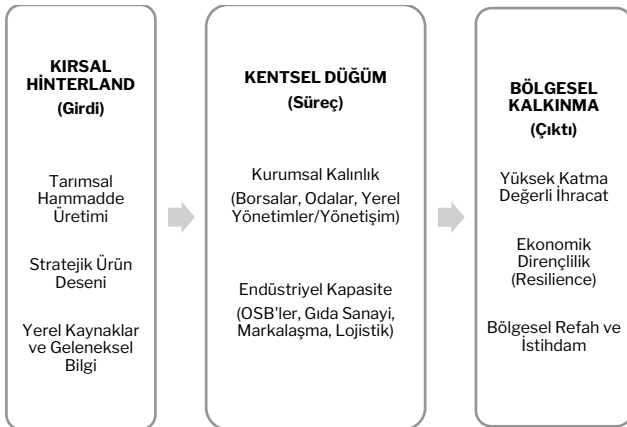 KIRSAL
HİNTERLAND
(Girdi)
Tarımsal
Hammadde
Üretimi
Stratejik Ürün
Deseni
Yerel Kaynaklar
ve Geleneksel
Bilgi
KENTSEL DÜĞÜM
(Süreç)
Kurumsal Kalınlık
(Borsalar, Odalar, Yerel
Yönetimler/Yönetişim)
Endüstriyel Kapasite
(OSB'ler, Gıda Sanayi,
Markalaşma, Lojistik)
BÖLGESEL
KALKINMA
(Çıktı)
Yüksek Katma
Değerli İhracat
Ekonomik
Dirençlilik
(Resilience)
Bölgesel Refah ve
İstihdam